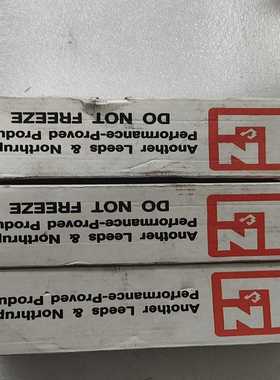 L&N
Another Leeds & Northrup
Performance-Proved Produ
L&N
Another Leeds & Northrup
Performance-Proved Produ
DO NOT FREEZE
L&N
Another Leeds & Northrup
Performance-Proved Produ
DO NOT FREEZE